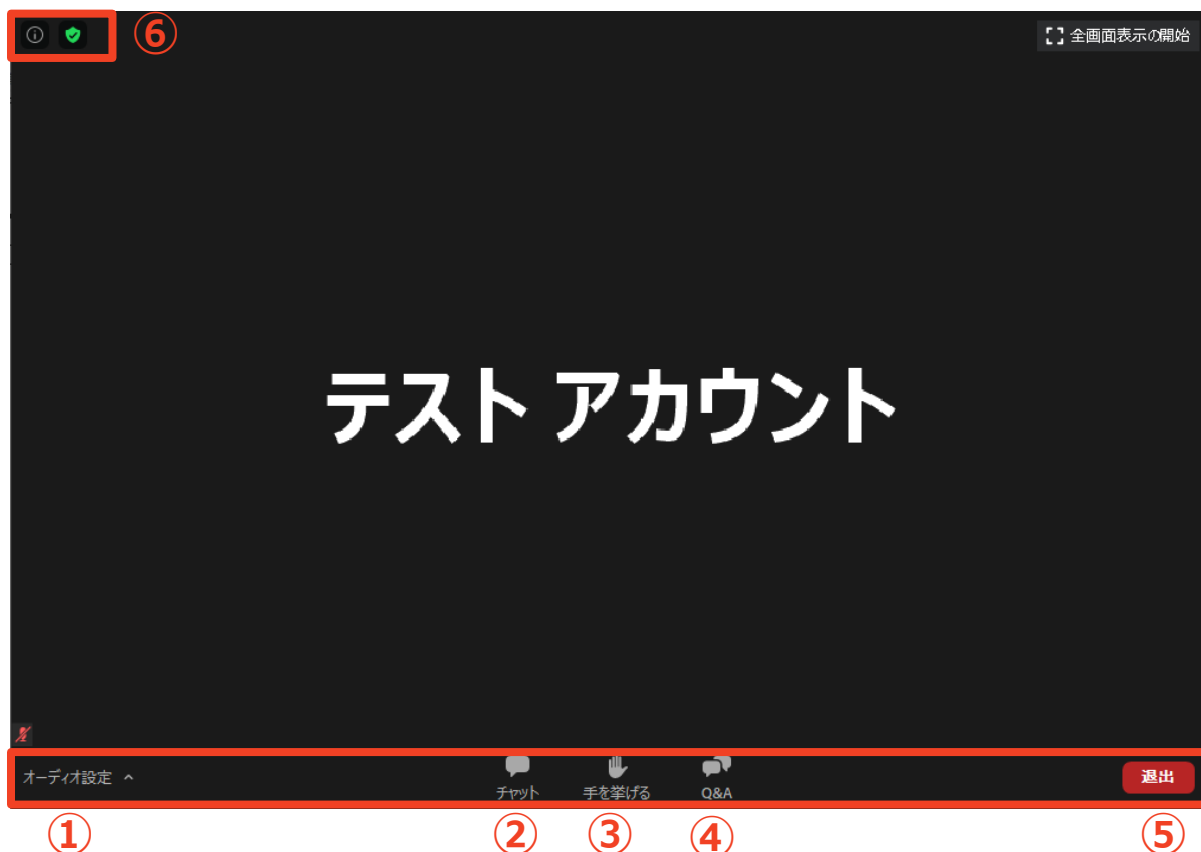 ⑥
全画面表示の開始
テスト アカウント
オーディオ設定
チャット
手を挙げる
Q&A
退出
①
②
③
④
⑤